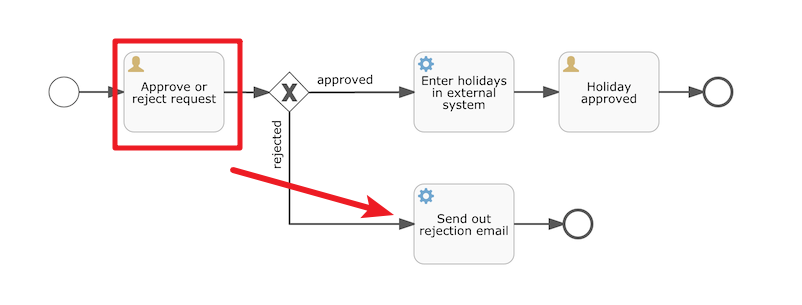 Approve or
reject request
approved
Enter holidays
in external
system
Holiday
approved
rejected
Send out
rejection email